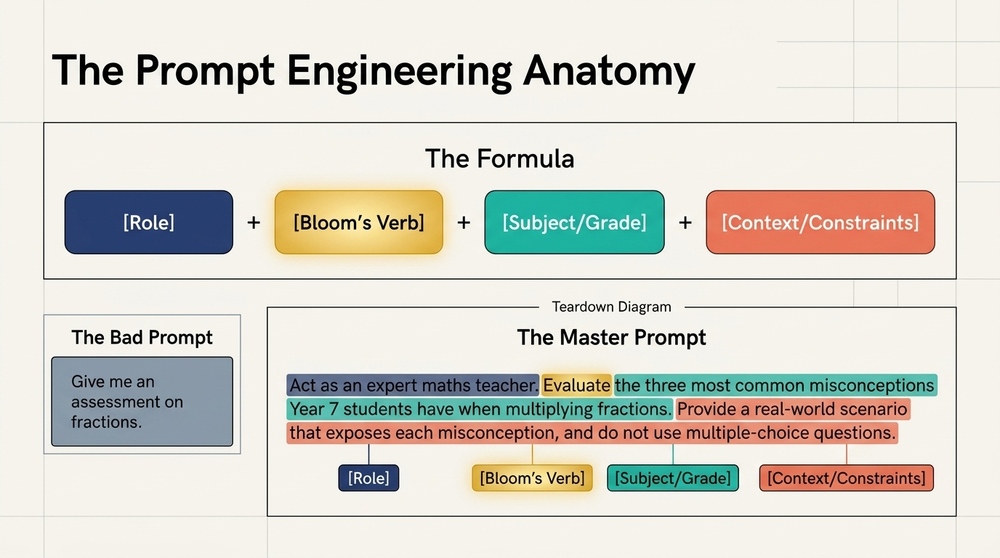 The Prompt Engineering Anatomy
The Formula
[Role] + [Bloom’s Verb] + [Subject/Grade] + [Context/Constraints]
The Bad Prompt
Give me an
assessment on
fractions.
Teardown Diagram
The Master Prompt
Act as an expert maths teacher. Evaluate the three most common misconceptions
Year 7 students have when multiplying fractions. Provide a real-world scenario
that exposes each misconception, and do not use multiple-choice questions.
[Role] [Bloom’s Verb] [Subject/Grade] [Context/Constraints]